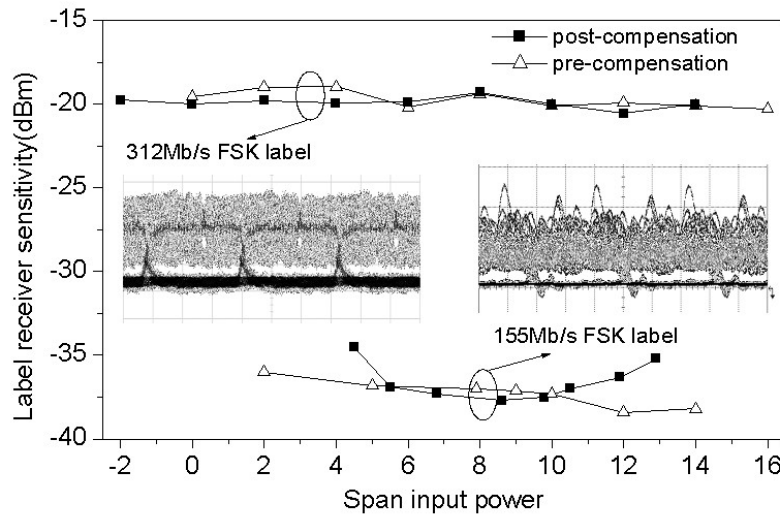 -15
-20
-25
-30
-35
-40
Label receiver sensitivity(dBm)
post-compensation
pre-compensation
312Mb/s FSK label
155Mb/s FSK label
-2 0 2 4 6 8 10 12 14 16
Span input power